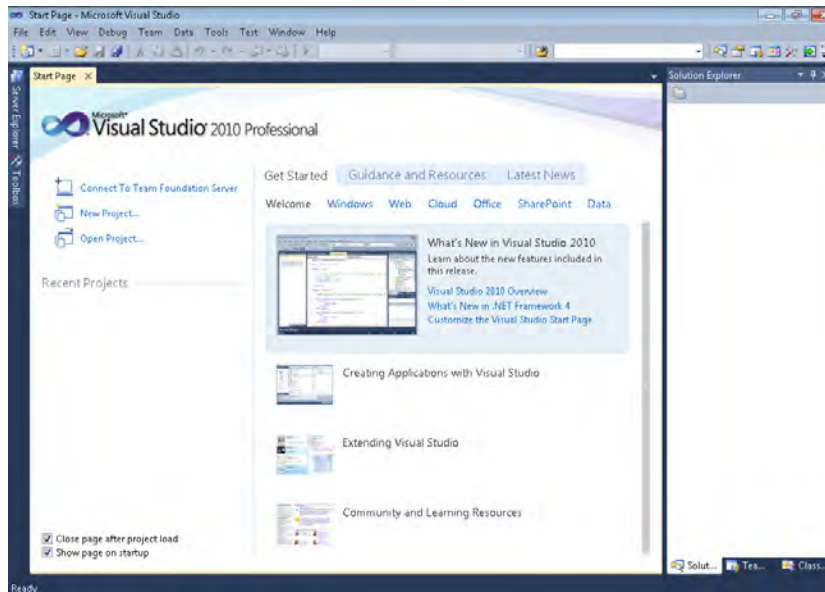 Start Page - Microsoft Visual Studio
File Edit View Debug Team Data Tools Test Window Help
Start Page
Solution Explorer
Server Explorer
Toolbox
Microsoft
Visual Studio 2010 Professional
Connect To Team Foundation Server
New Project...
Open Project...
Recent Projects
Get Started Guidance and Resources Latest News
Welcome Windows Web Cloud Office SharePoint Data
What's New in Visual Studio 2010
Learn about the new features included in
this release.
Visual Studio 2010 Overview
What's New in .NET Framework 4
Customize the Visual Studio Start Page
Creating Applications with Visual Studio
Extending Visual Studio
Community and Learning Resources
Close page after project load
Show page on startup
Solut... Tea... Class...
Ready